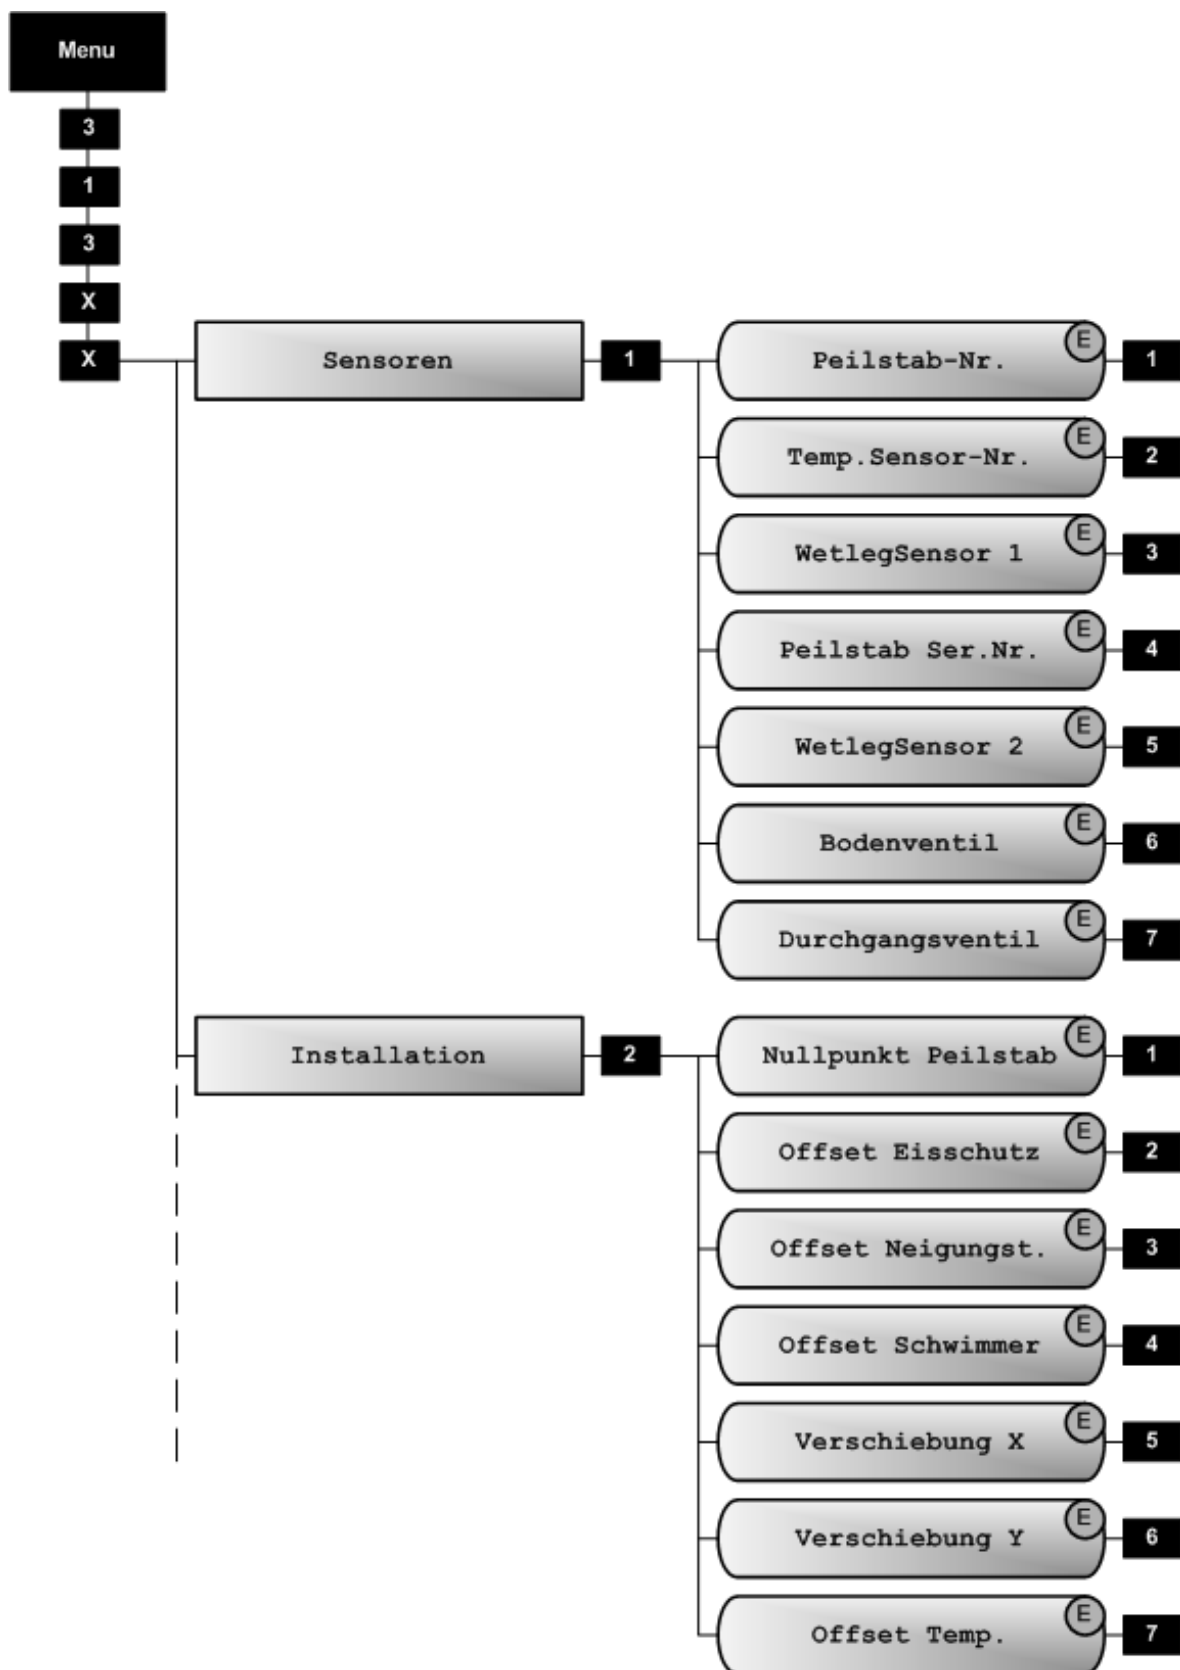 Menu
3
1
3
X
X
Sensoren 1 Peilstab-Nr. E 1
Temp.Sensor-Nr. E 2
WetlegSensor 1 E 3
Peilstab Ser.Nr. E 4
WetlegSensor 2 E 5
Bodenventil E 6
Durchgangsventil E 7
Installation 2 Nullpunkt Peilstab E 1
Offset Eisschutz E 2
Offset Neigungst. E 3
Offset Schwimmer E 4
Verschiebung X E 5
Verschiebung Y E 6
Offset Temp. E 7